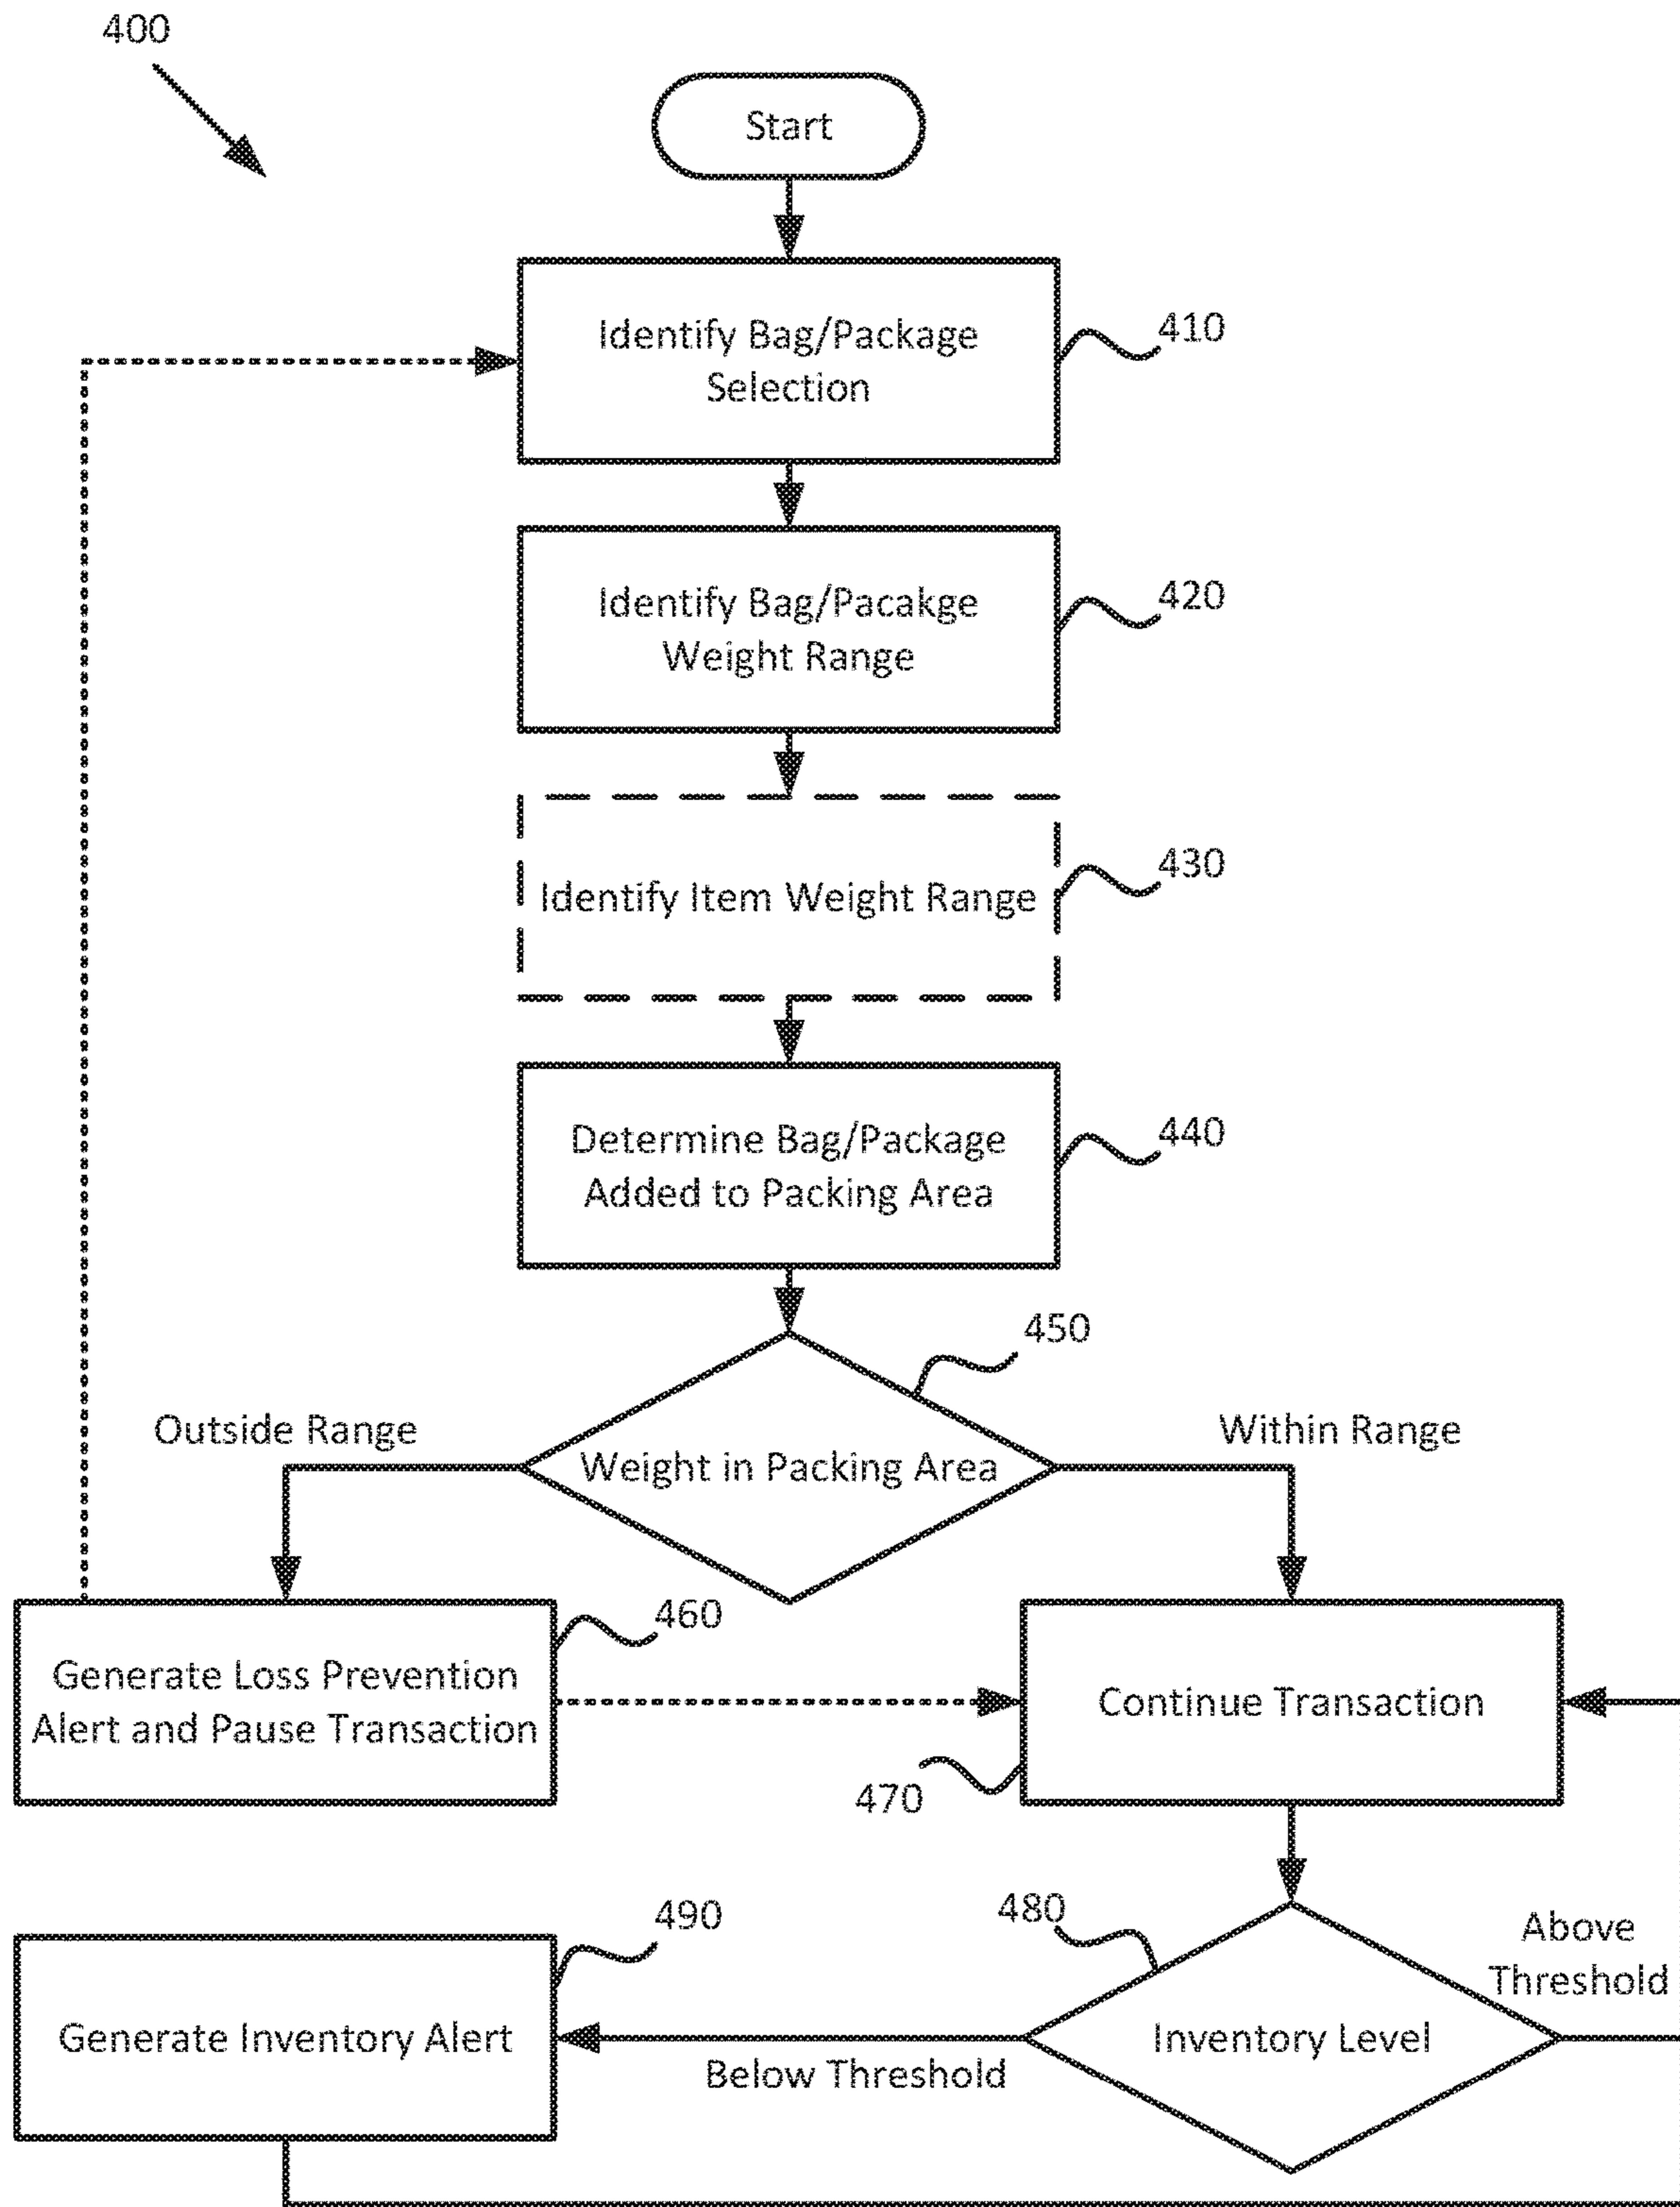 400
Start
Identify Bag/Package
Selection
410
Identify Bag/Pacakge
Weight Range
420
Identify Item Weight Range
430
Determine Bag/Package
Added to Packing Area
440
450
Outside Range
Weight in Packing Area
Within Range
460
Generate Loss Prevention
Alert and Pause Transaction
Continue Transaction
470
490
480
Above
Threshold
Generate Inventory Alert
Inventory Level
Below Threshold